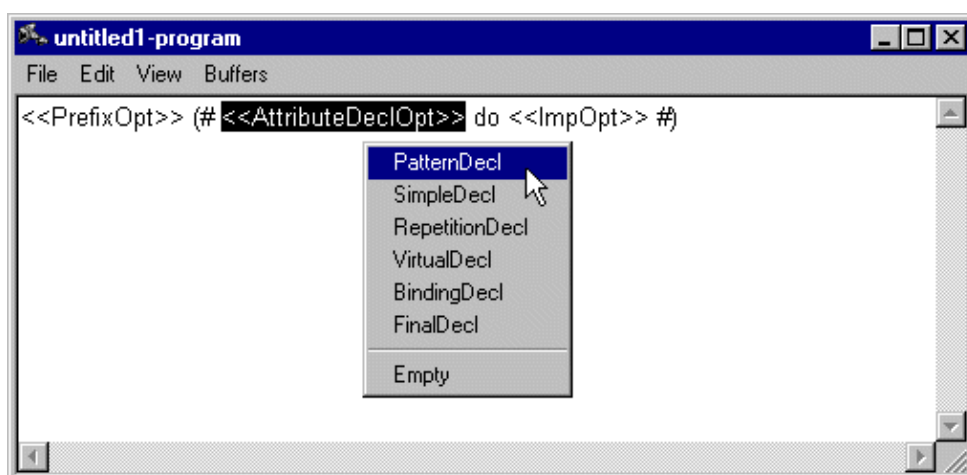 untitled1-program
File Edit View Buffers
<<PrefixOpt>> (# <<AttributeDeclOpt>> do <<ImpOpt>> #)
PatternDecl
SimpleDecl
RepetitionDecl
VirtualDecl
BindingDecl
FinalDecl
Empty